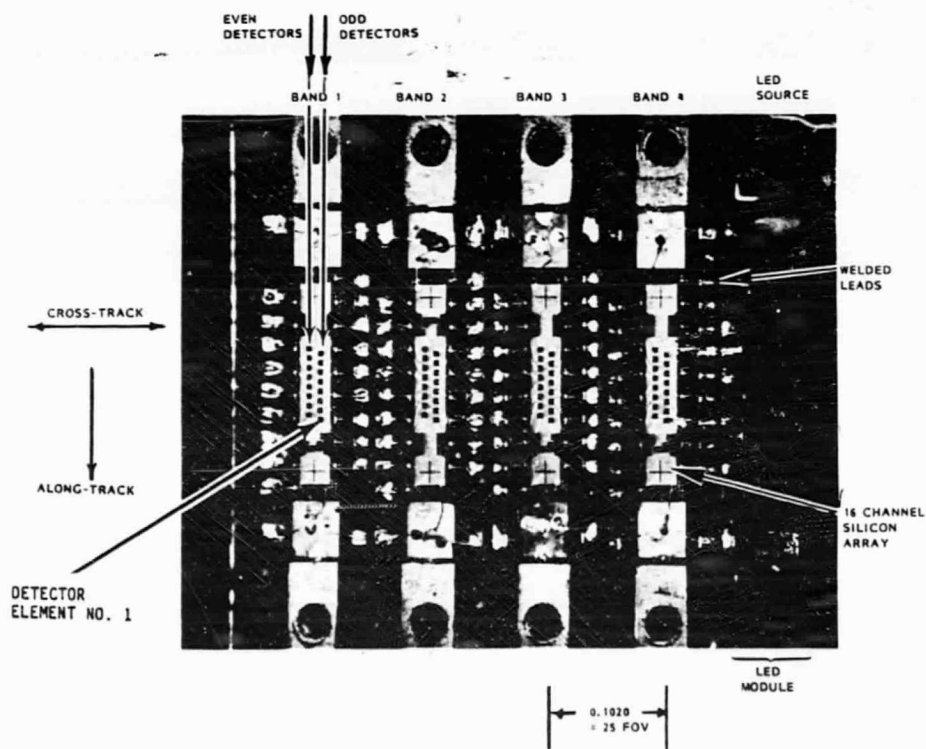 EVEN
DETECTORS
ODD
DETECTORS
BAND 1
BAND 2
BAND 3
BAND 4
LED
SOURCE
WELDED
LEADS
CROSS-TRACK
ALONG-TRACK
16 CHANNEL
SILICON
ARRAY
DETECTOR
ELEMENT NO. 1
LED
MODULE
0.1020
= 25 FOV